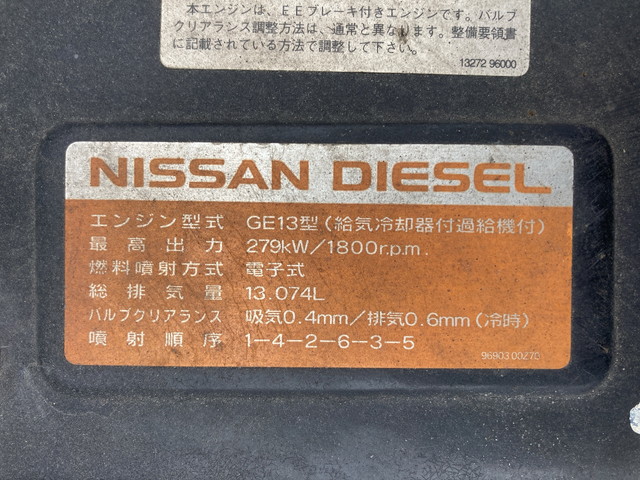 本エンジンは、EEブレーキ付きエンジンです。バルブ
クリアランス調整方法は、通常と異なります。整備要領書
に記載されている方法で調整して下さい。
13272 96000
NISSAN DIESEL
エンジン型式 GE13型(給気冷却器付過給機付)
最高出力 279kW/1800r.p.m.
燃料噴射方式 電子式
総排気量 13.074L
バルブクリアランス 吸気0.4mm/排気0.6mm(冷時)
噴射順序 1-4-2-6-3-5
96903 00Z70